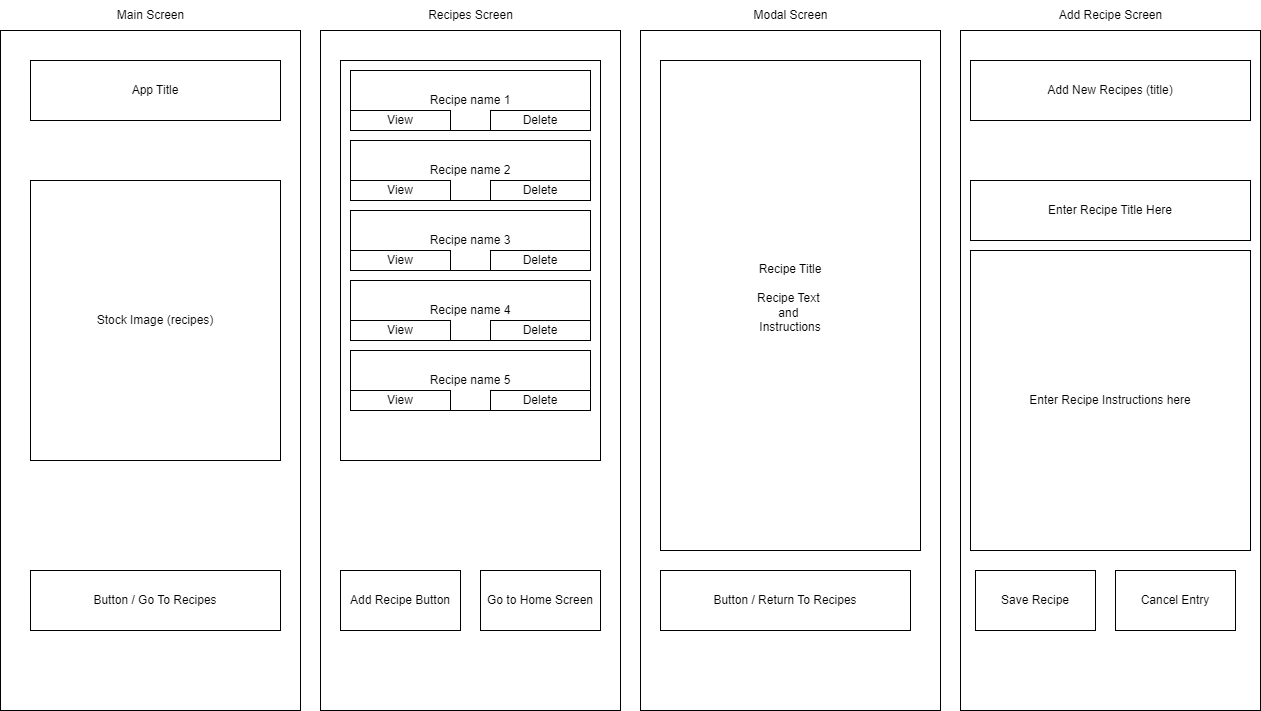 Main Screen
App Title
Stock Image (recipes)
Button / Go To Recipes
Recipes Screen
Recipe name 1
View
Delete
Recipe name 2
View
Delete
Recipe name 3
View
Delete
Recipe name 4
View
Delete
Recipe name 5
View
Delete
Add Recipe Button
Go to Home Screen
Modal Screen
Recipe Title
Recipe Text
and
Instructions
Button / Return To Recipes
Add Recipe Screen
Add New Recipes (title)
Enter Recipe Title Here
Enter Recipe Instructions here
Save Recipe
Cancel Entry